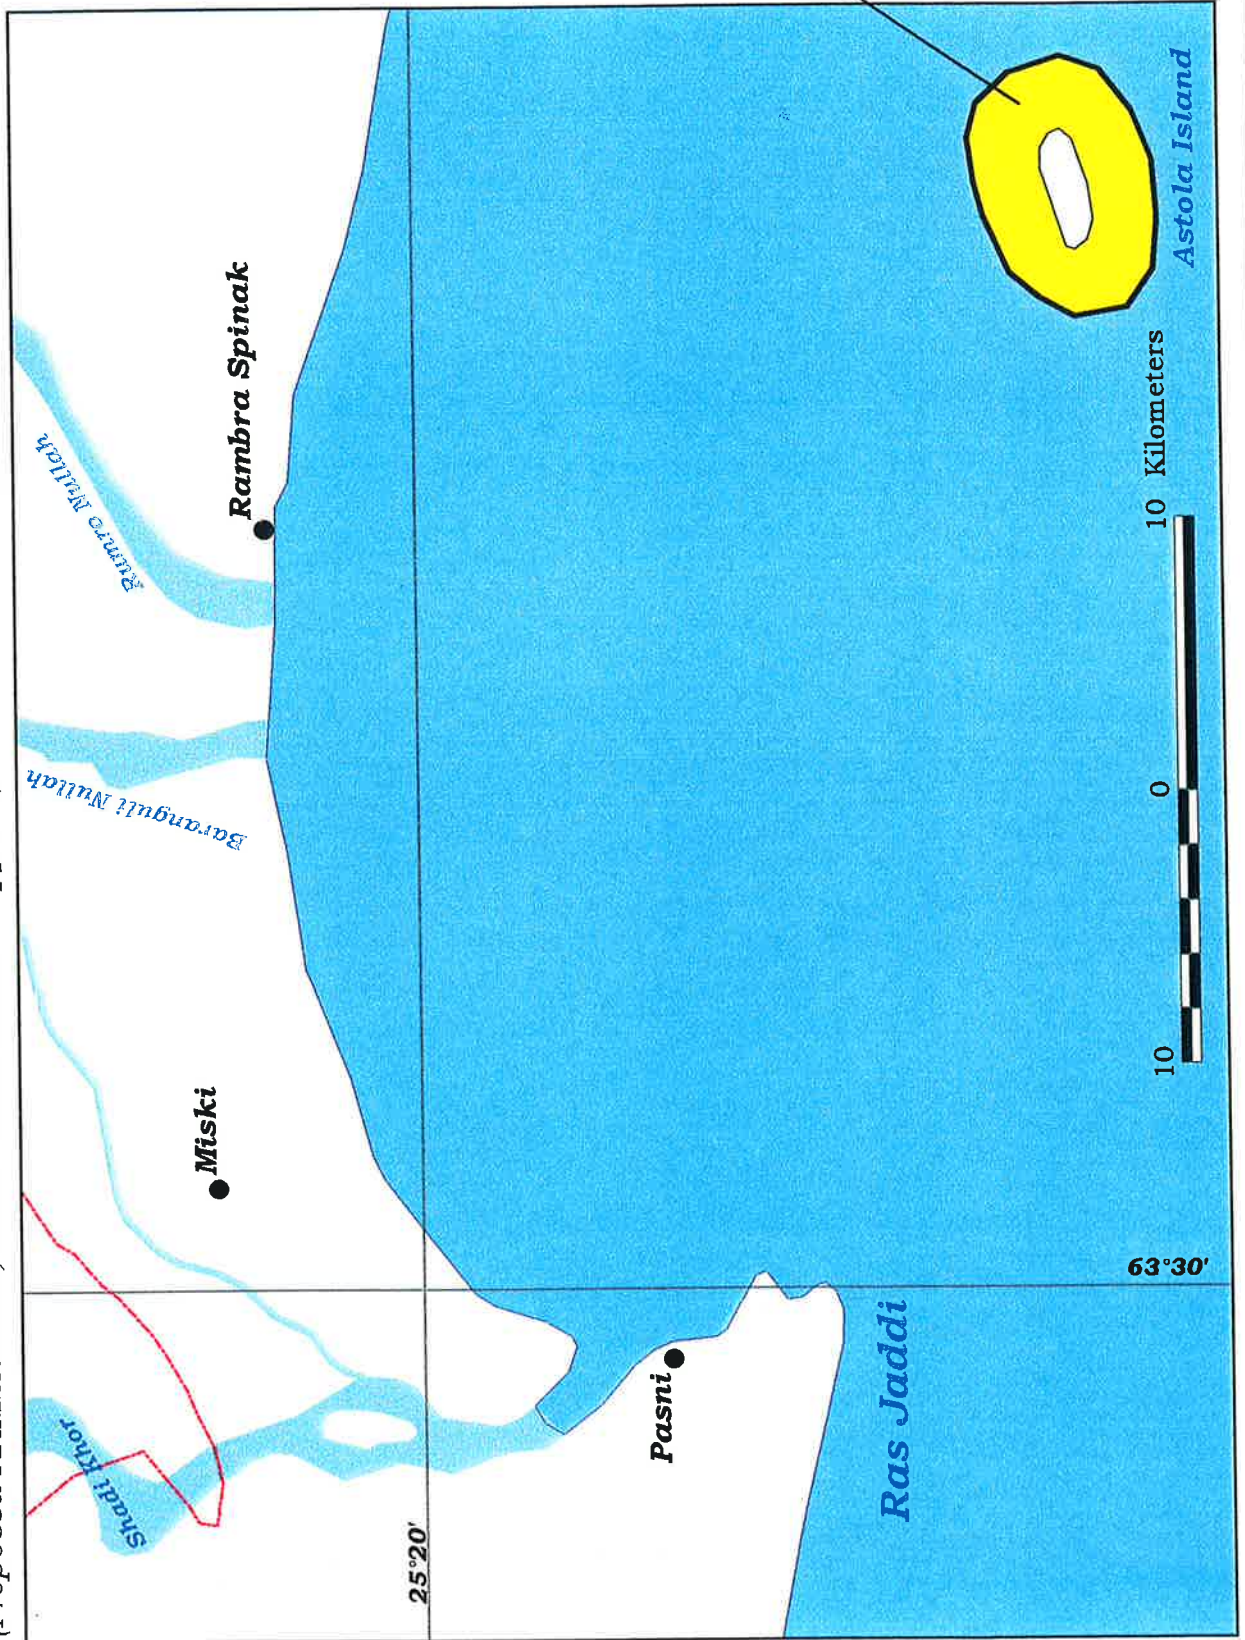 Shadi Khor
Miski
Baranguli Nullah
Rumro Nullah
Rambra Spinak
25°20'
Pasni
Ras Jaddi
63°30'
10 0 10 Kilometers
Astola Island